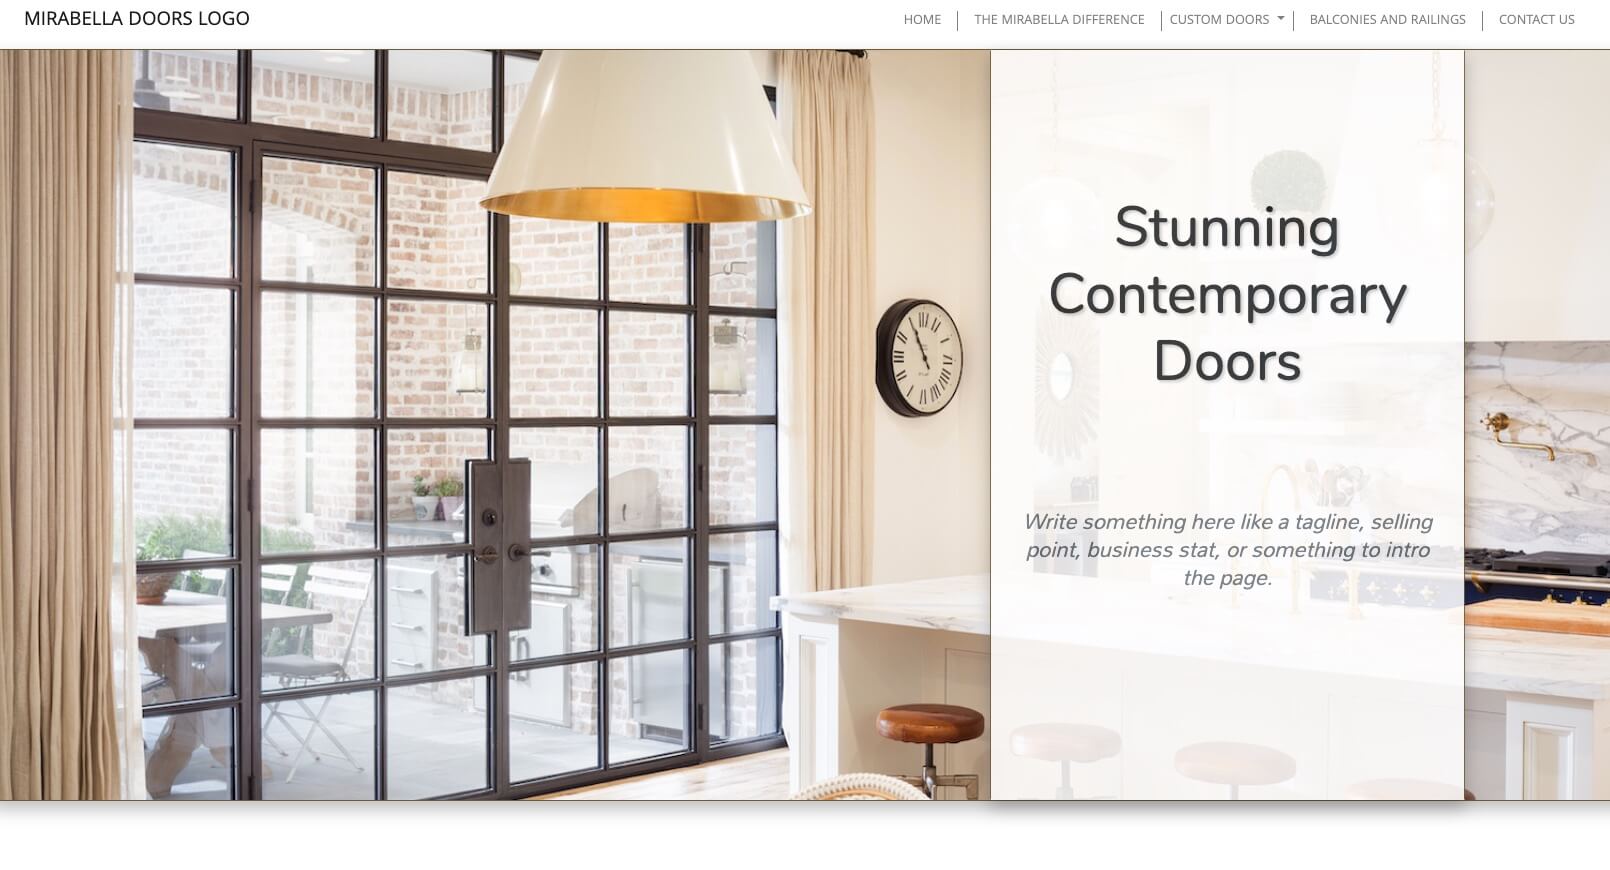 MIRABELLA DOORS LOGO
HOME
THE MIRABELLA DIFFERENCE
CUSTOM DOORS
BALCONIES AND RAILINGS
CONTACT US
Stunning
Contemporary
Doors
Write something here like a tagline, selling
point, business stat, or something to intro
the page.